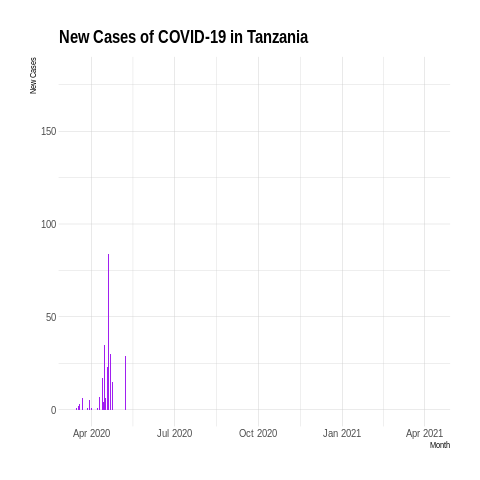 New Cases of COVID-19 in Tanzania
New Cases
150
100
50
0
Apr 2020 Jul 2020 Oct 2020 Jan 2021 Apr 2021
Month